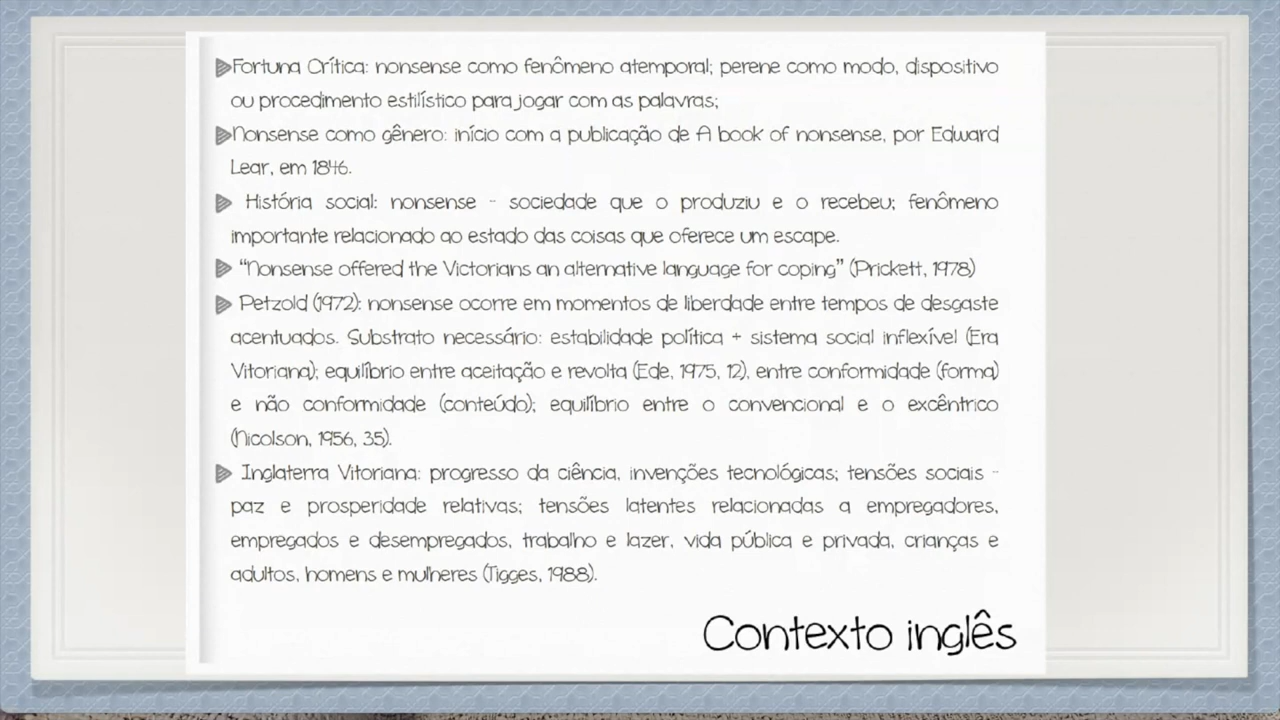 Fortuna Crítica: nonsense como fenômeno atemporal; perene como modo, dispositivo
ou procedimento estilístico para jogar com as palavras;
Nonsense como gênero: início com a publicação de A book of nonsense, por Edward
Lear, em 1846.
História social: nonsense - sociedade que o produziu e o recebeu; fenômeno
importante relacionado ao estado das coisas que oferece um escape.
“Nonsense offered the Victorians an alternative language for coping” (Prickett, 1978)
Petzold (1972): nonsense ocorre em momentos de liberdade entre tempos de desgaste
acentuados. Substrato necessário: estabilidade política + sistema social inflexível (Era
Vitoriana); equilíbrio entre aceitação e revolta (Ede, 1975, 12), entre conformidade (forma)
e não conformidade (conteúdo); equilíbrio entre o convencional e o excêntrico
(Nicolson, 1956, 35).
Inglaterra Vitoriana: progresso da ciência, invenções tecnológicas; tensões sociais -
paz e prosperidade relativas; tensões latentes relacionadas a empregadores,
empregados e desempregados, trabalho e lazer, vida pública e privada, crianças e
adultos, homens e mulheres (Tigges, 1988).
Contexto inglês